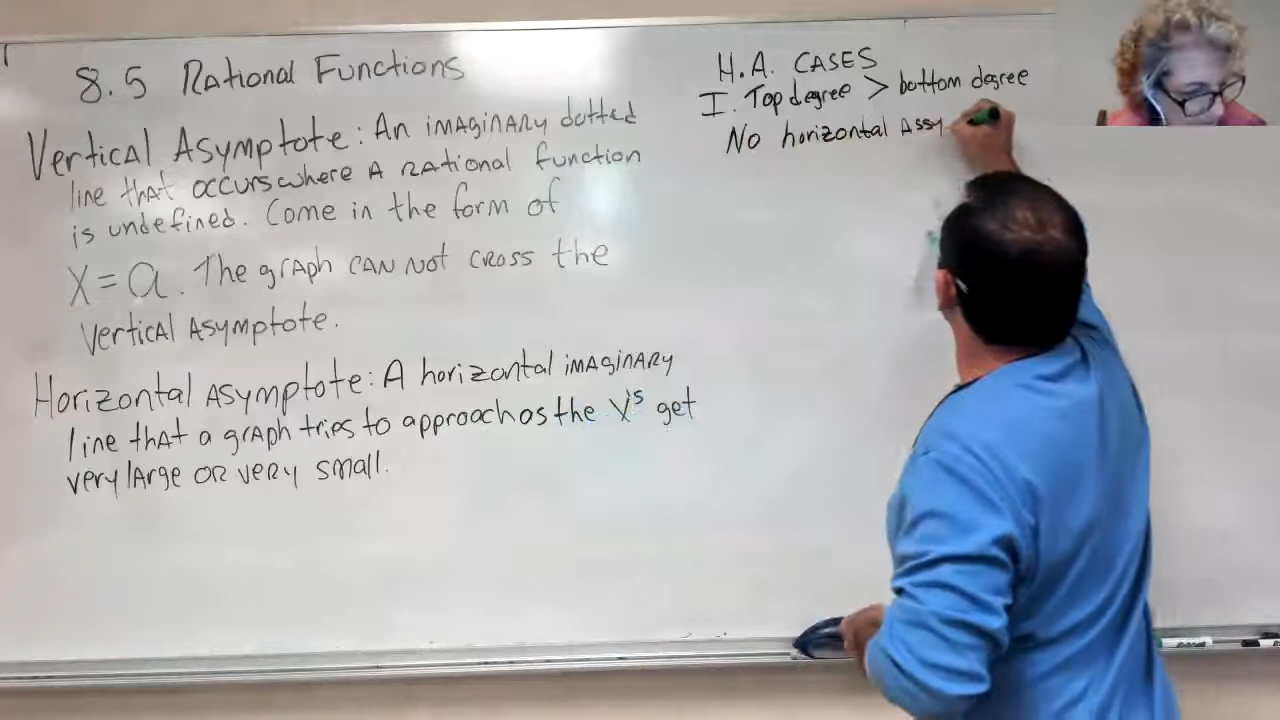 8.5 Rational Functions
Vertical Asymptote: An imaginary dotted
line that occurs where a rational function
is undefined. Come in the form of
X = a. The graph can not cross the
vertical asymptote.
Horizontal asymptote: A horizontal imaginary
line that a graph tries to approach as the X's get
very large or very small.
H.A. CASES
I. Top degree > bottom degree
No horizontal Assy